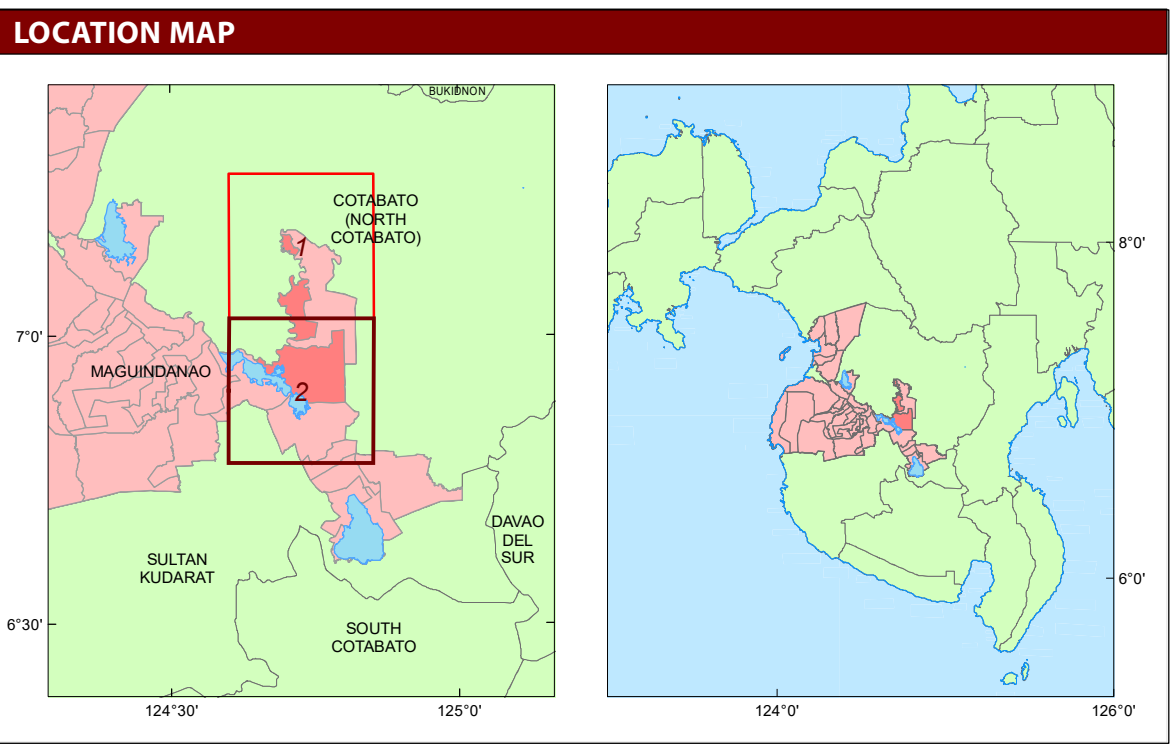 LOCATION MAP
BUKIDNON
COTABATO
(NORTH
COTABATO)
1
7°0'
MAGUINDANAO
2
DAVAO
DEL
SUR
SULTAN
KUDARAT
6°30'
SOUTH
COTABATO
124°30'
125°0'
8°0'
6°0'
124°0'
126°0'